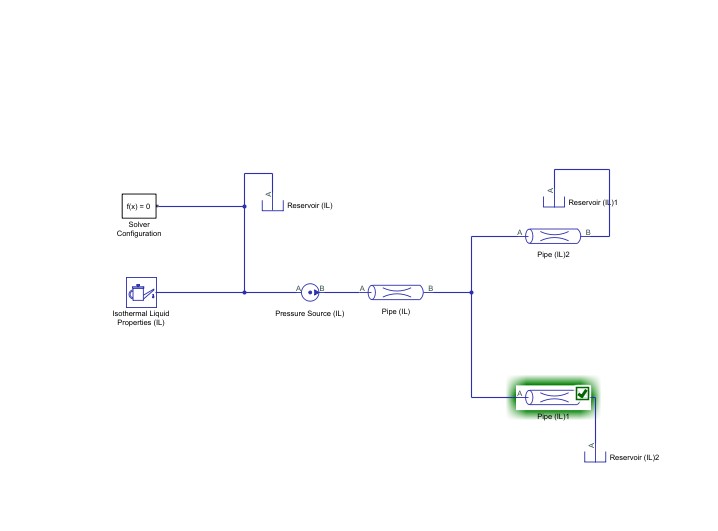 A
A
f(x) = 0
Reservoir (IL)
Reservoir (IL)1
Solver
Configuration
A
B
Pipe (IL)2
A
B
A
B
Isothermal Liquid
Properties (IL)
Pressure Source (IL)
Pipe (IL)
A
Pipe (IL)1
A
Reservoir (IL)2